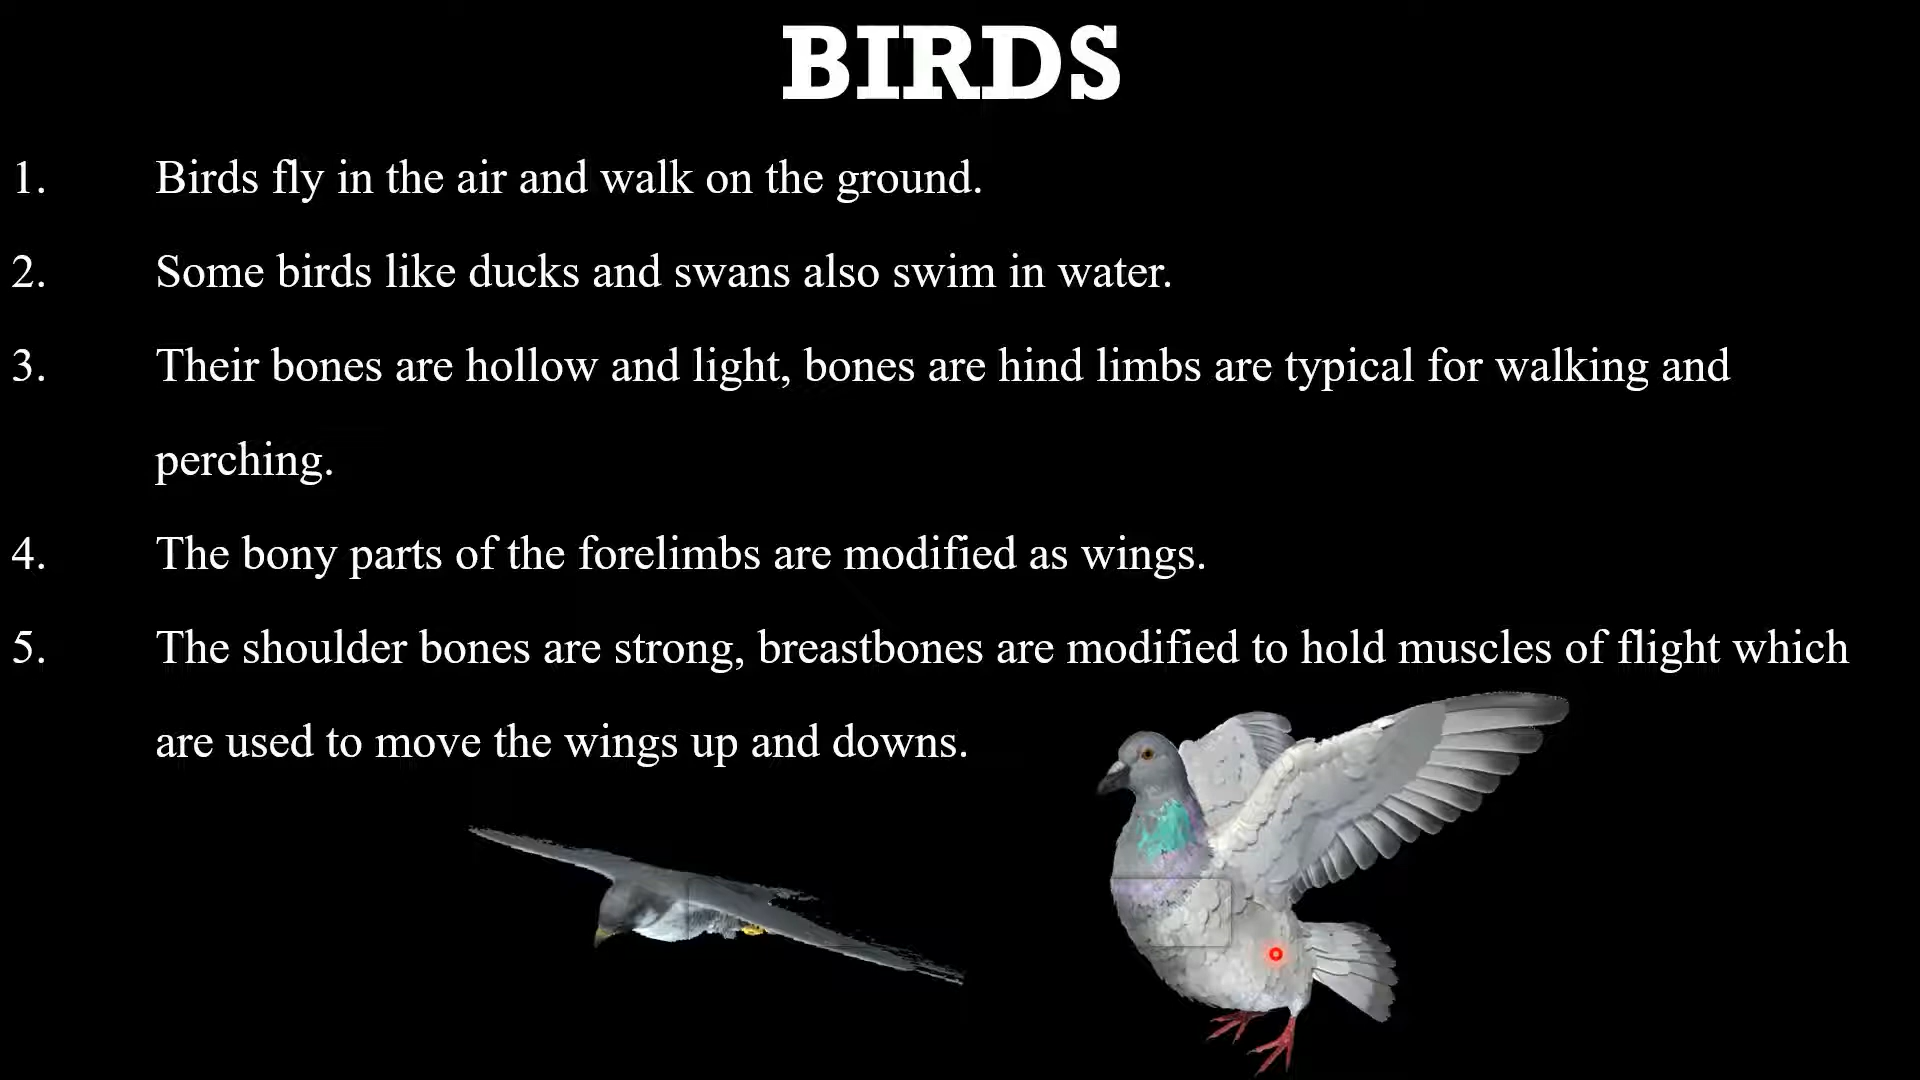 BIRDS
1. Birds fly in the air and walk on the ground.
2. Some birds like ducks and swans also swim in water.
3. Their bones are hollow and light, bones are hind limbs are typical for walking and
perching.
4. The bony parts of the forelimbs are modified as wings.
5. The shoulder bones are strong, breastbones are modified to hold muscles of flight which
are used to move the wings up and downs.